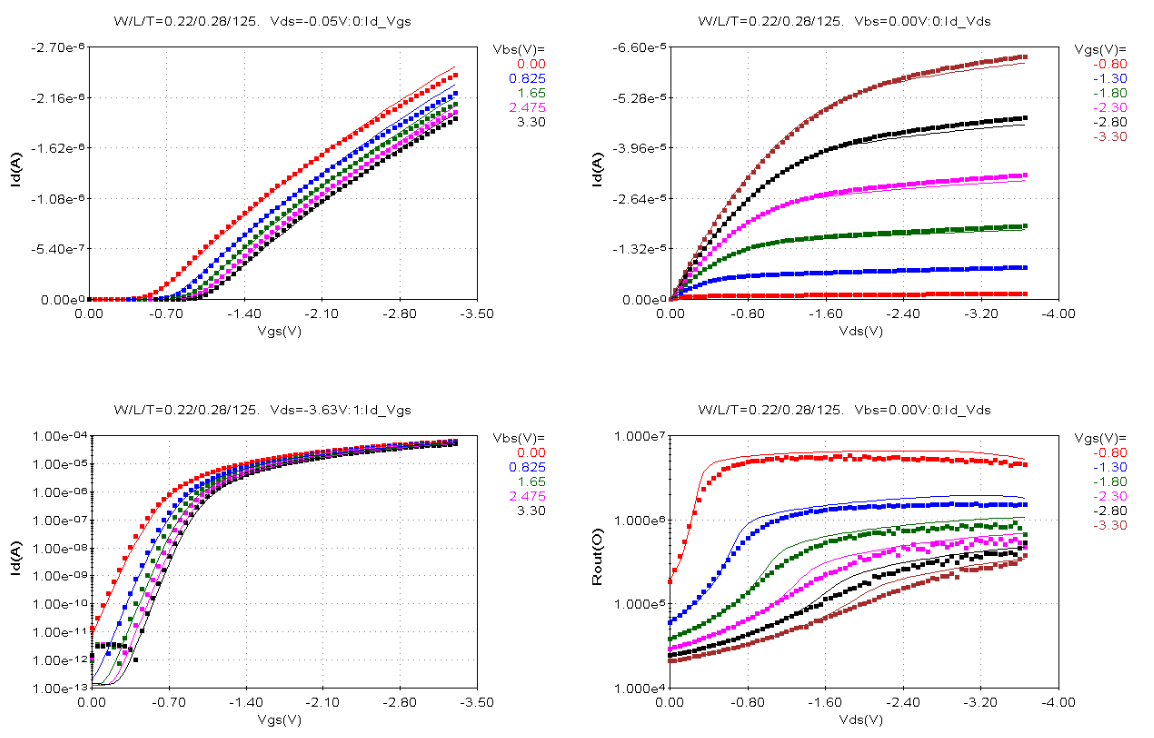 W/L/T=0.22/0.28/125. Vds=-0.05V:0:Id_Vgs
Id(A)
-2.70e-6
-2.16e-6
-1.62e-6
-1.08e-6
-5.40e-7
0.00e0
0.00 -0.70 -1.40 -2.10 -2.80 -3.50
Vgs(V)
Vbs(V)=
0.00
0.825
1.65
2.475
3.30
W/L/T=0.22/0.28/125. Vbs=0.00V:0:Id_Vds
Id(A)
-6.60e-5
-5.28e-5
-3.96e-5
-2.64e-5
-1.32e-5
0.00e0
0.00 -0.80 -1.60 -2.40 -3.20 -4.00
Vds(V)
Vgs(V)=
-0.80
-1.30
-1.80
-2.30
-2.80
-3.30
W/L/T=0.22/0.28/125. Vds=-3.63V:1:Id_Vgs
Id(A)
1.00e-04
1.00e-05
1.00e-06
1.00e-07
1.00e-08
1.00e-09
1.00e-10
1.00e-11
1.00e-12
1.00e-13
0.00 -0.70 -1.40 -2.10 -2.80 -3.50
Vgs(V)
Vbs(V)=
0.00
0.825
1.65
2.475
3.30
W/L/T=0.22/0.28/125. Vbs=0.00V:0:Id_Vds
Rout(O)
1.000e7
1.000e6
1.000e5
1.000e4
0.00 -0.80 -1.60 -2.40 -3.20 -4.00
Vds(V)
Vgs(V)=
-0.80
-1.30
-1.80
-2.30
-2.80
-3.30